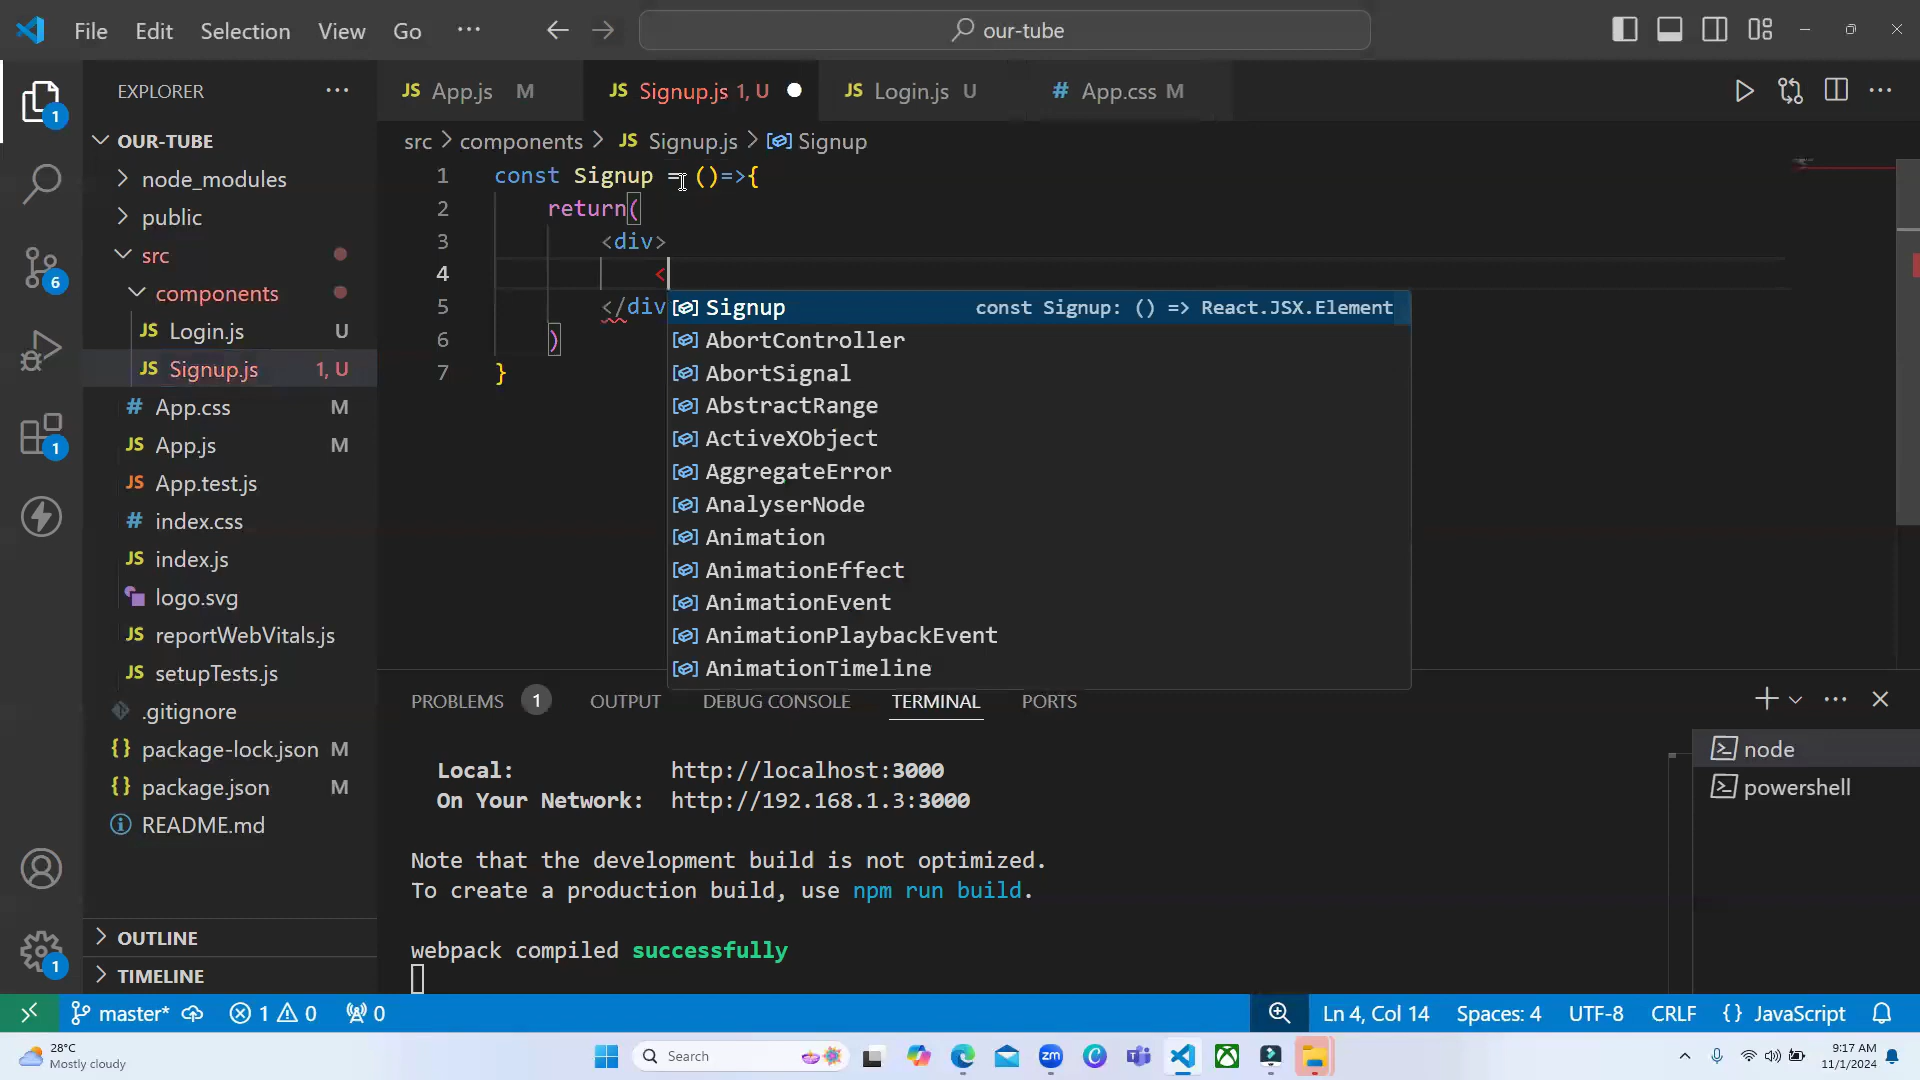 File Edit Selection View Go ··· our-tube
EXPLORER ···
OUR-TUBE
node_modules
public
src
components
JS Login.js U
JS Signup.js 1, U
# App.css M
JS App.js M
JS App.test.js
# index.css
JS index.js
logo.svg
JS reportWebVitals.js
JS setupTests.js
.gitignore
{} package-lock.json M
{} package.json M
README.md
OUTLINE
TIMELINE
1
6
1
1
JS App.js M JS Signup.js 1, U JS Login.js U # App.css M
src > components > JS Signup.js > Signup
1 const Signup = ()=>{
2 return(
3 <div>
4 <
5 </div
6 )
7 }
Signup const Signup: () => React.JSX.Element
AbortController
AbortSignal
AbstractRange
ActiveXObject
AggregateError
AnalyserNode
Animation
AnimationEffect
AnimationEvent
AnimationPlaybackEvent
AnimationTimeline
PROBLEMS 1 OUTPUT DEBUG CONSOLE TERMINAL PORTS
Local: http://localhost:3000
On Your Network: http://192.168.1.3:3000
Note that the development build is not optimized.
To create a production build, use npm run build.
webpack compiled successfully
node
powershell
master* 1 0 0 Ln 4, Col 14 Spaces: 4 UTF-8 CRLF {} JavaScript
28°C
Mostly cloudy
Search
zm
9:17 AM
11/1/2024